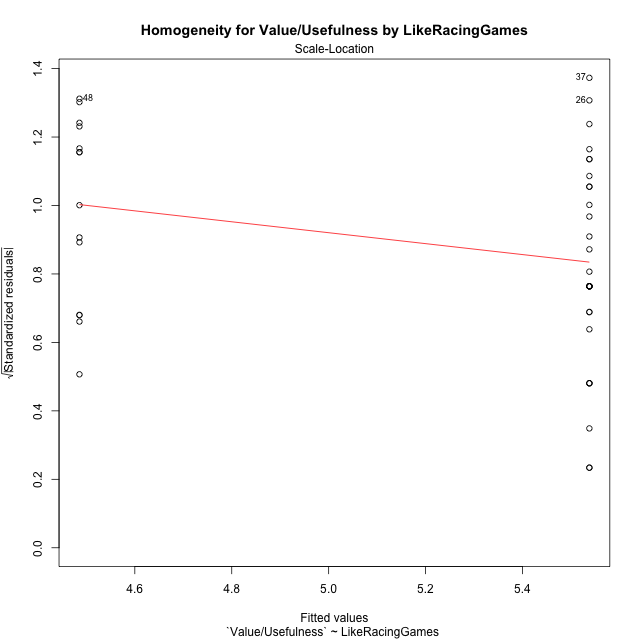 Homogeneity for Value/Usefulness by LikeRacingGames
Scale-Location
√|Standardized residuals|
1.4
1.2
1.0
0.8
0.6
0.4
0.2
0.0
48
37
26
4.6 4.8 5.0 5.2 5.4
Fitted values
`Value/Usefulness` ~ LikeRacingGames